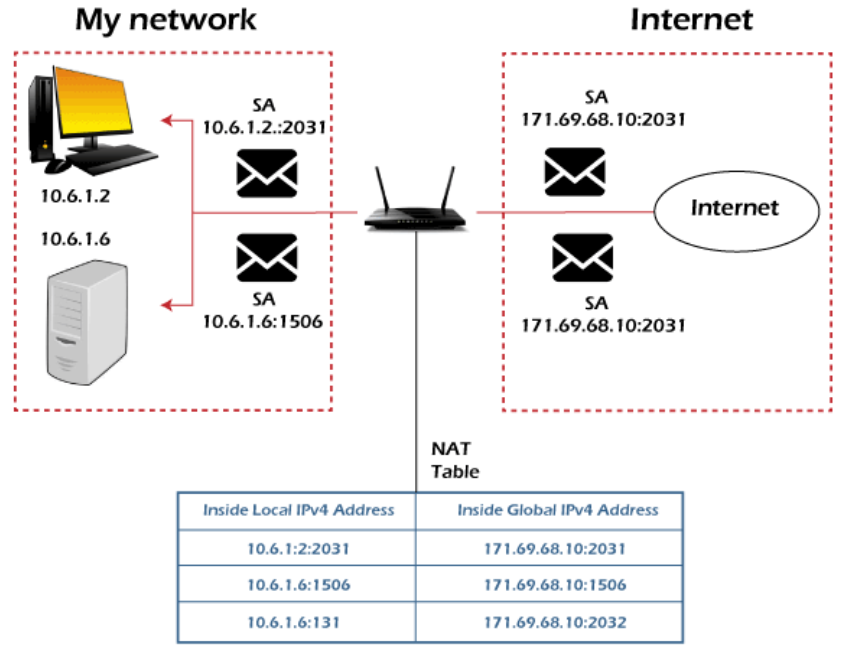 My network
Internet
SA
10.6.1.2.:2031
SA
171.69.68.10:2031
10.6.1.2
Internet
10.6.1.6
SA
10.6.1.6:1506
SA
171.69.68.10:2031
NAT
Table
Inside Local IPv4 Address Inside Global IPv4 Address
10.6.1:2:2031 171.69.68.10:2031
10.6.1.6:1506 171.69.68.10:1506
10.6.1.6:131 171.69.68.10:2032